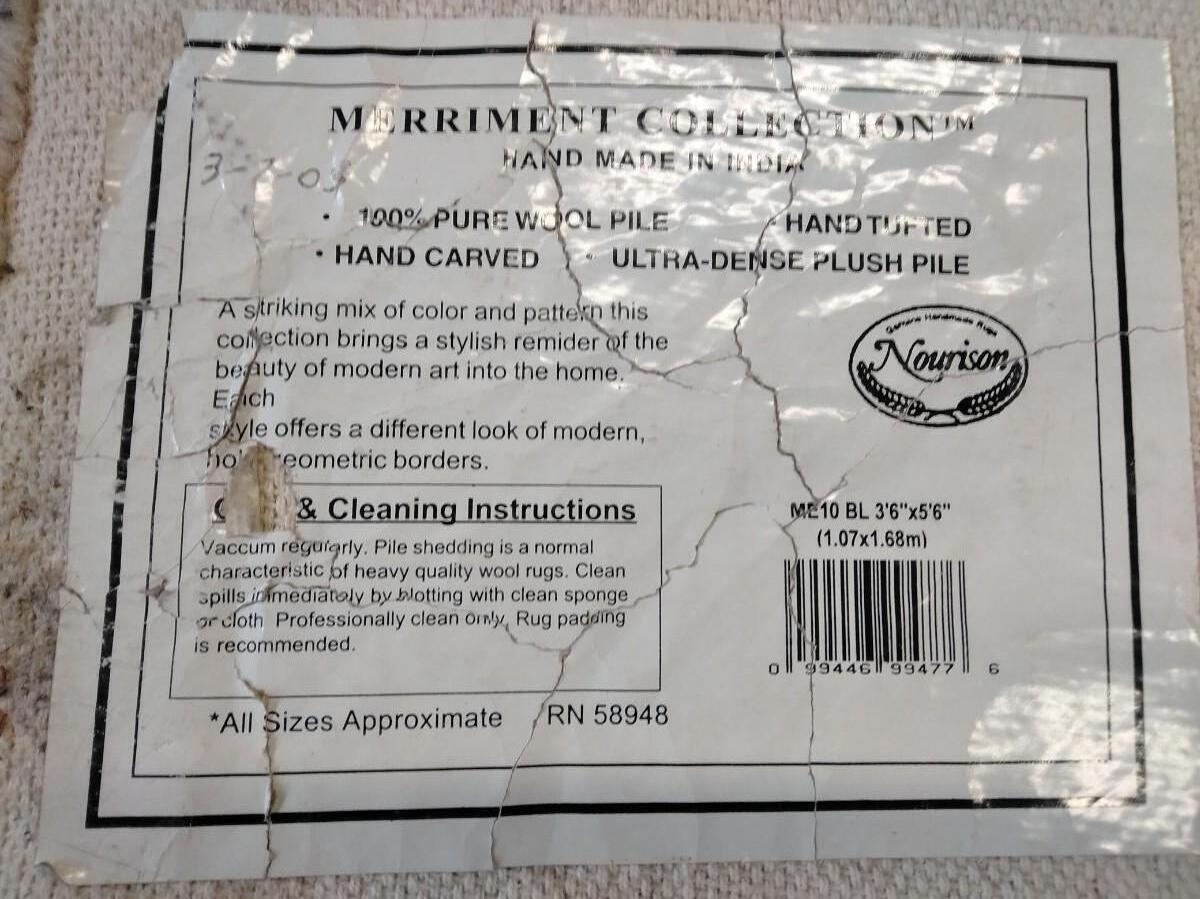 MERRIMENT COLLECTION™
HAND MADE IN INDIA
• 100% PURE WOOL PILE • HAND TUFTED
• HAND CARVED • ULTRA-DENSE PLUSH PILE
A striking mix of color and pattern this
collection brings a stylish remider of the
beauty of modern art into the home.
Each
style offers a different look of modern,
eometric borders.
Genuine Handmade Rugs
Nourison
& Cleaning Instructions
Vaccum regularly. Pile shedding is a normal
characteristic of heavy quality wool rugs. Clean
spills immediately by blotting with clean sponge
or cloth Professionally clean only, Rug padding
is recommended.
ME10 BL 3'6"x5'6"
(1.07x1.68m)
0 99446 99477 6
*All Sizes Approximate RN 58948